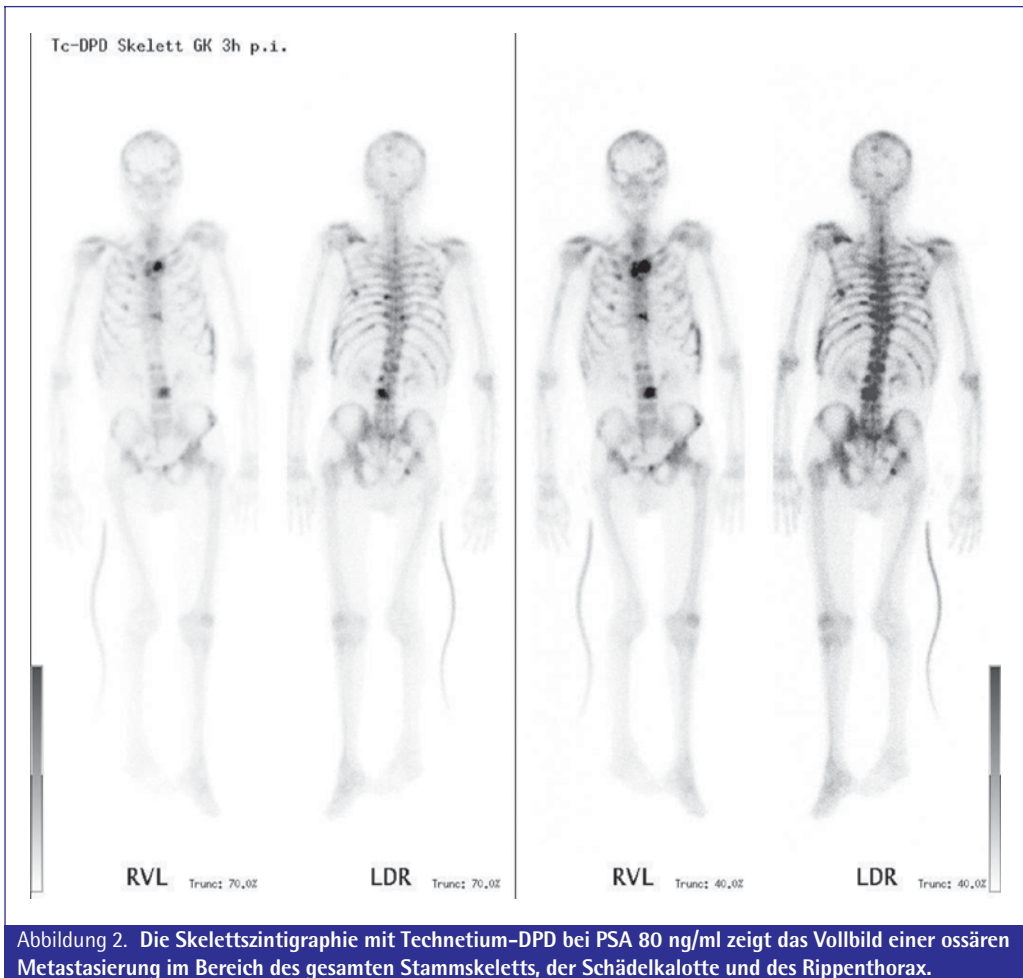 Tc-DPD Skelett GK 3h p.i.
RVL Trunc: 70.0% LDR Trunc: 70.0% RVL Trunc: 40.0% LDR Trunc: 40.0%
Abbildung 2. Die Skelettszintigraphie mit Technetium-DPD bei PSA 80 ng/ml zeigt das Vollbild einer ossären
Metastasierung im Bereich des gesamten Stammskeletts, der Schädelkalotte und des Rippenthorax.